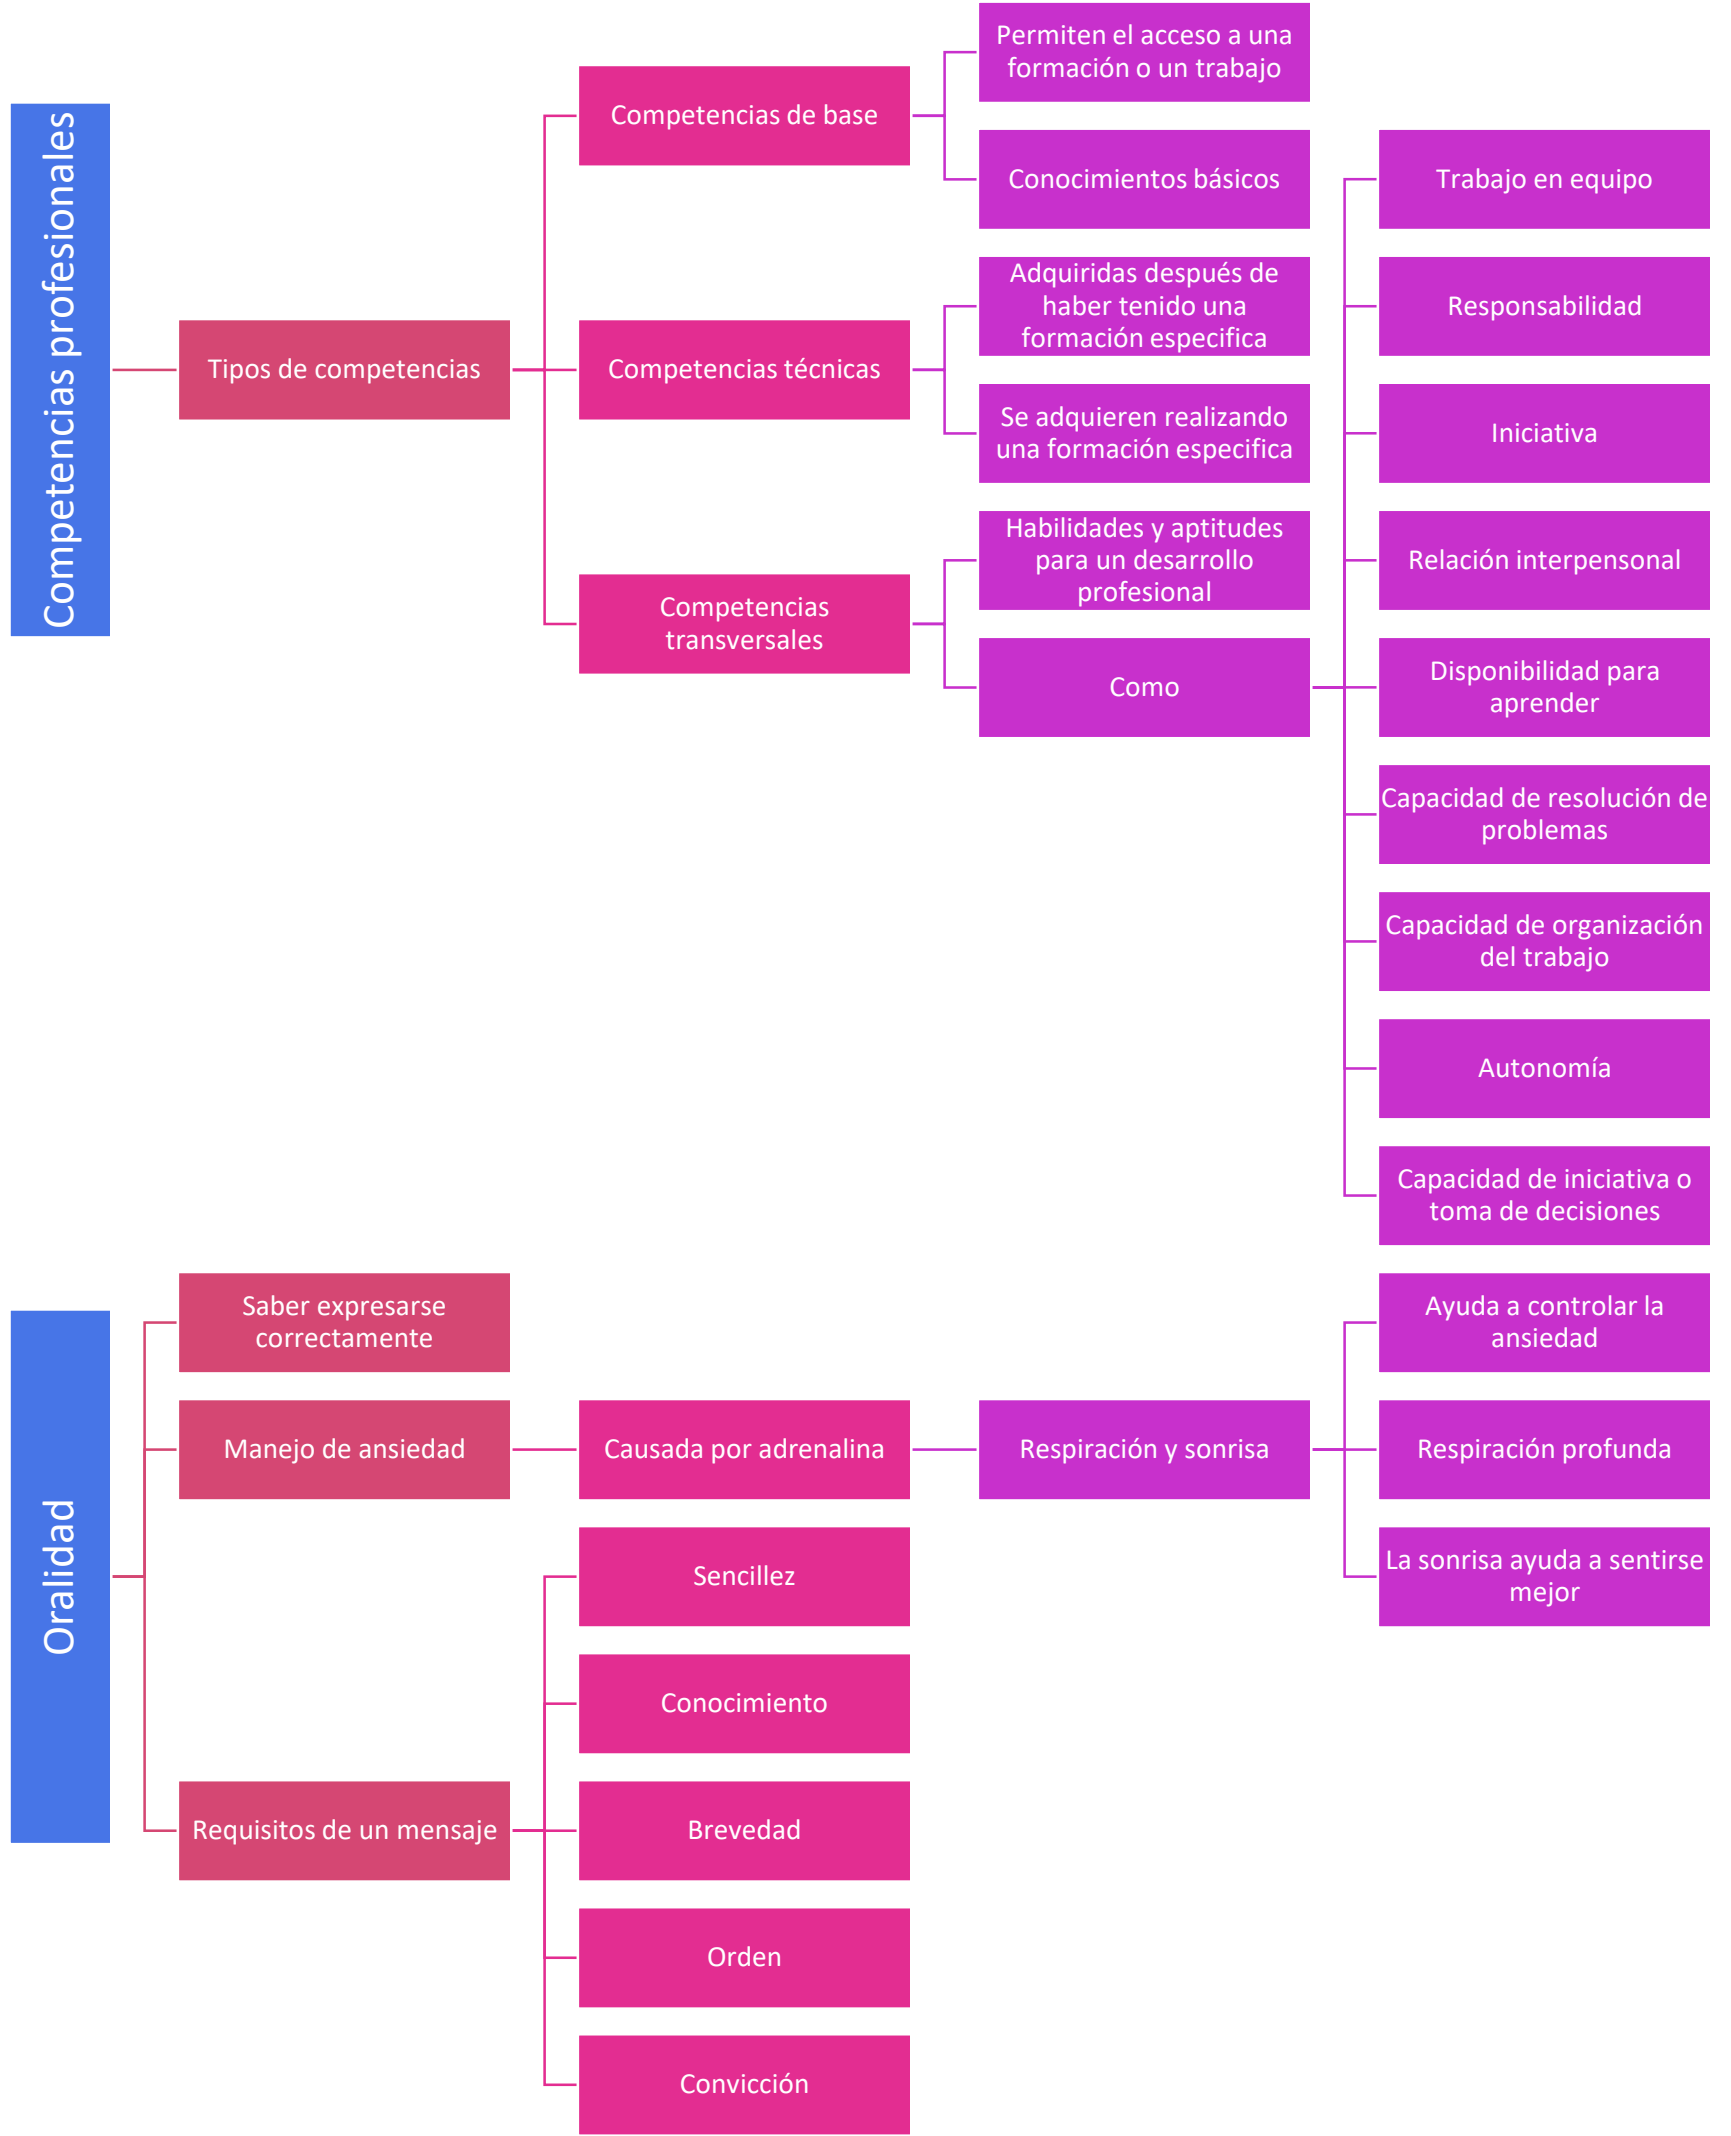 Competencias profesionales
Tipos de competencias
Competencias de base
Permiten el acceso a una
formación o un trabajo
Conocimientos básicos
Competencias técnicas
Adquiridas después de
haber tenido una
formación especifica
Se adquieren realizando
una formación especifica
Competencias
transversales
Habilidades y aptitudes
para un desarrollo
profesional
Como
Trabajo en equipo
Responsabilidad
Iniciativa
Relación interpensonal
Disponibilidad para
aprender
Capacidad de resolución de
problemas
Capacidad de organización
del trabajo
Autonomía
Capacidad de iniciativa o
toma de decisiones
Oralidad
Saber expresarse
correctamente
Manejo de ansiedad
Causada por adrenalina
Respiración y sonrisa
Ayuda a controlar la
ansiedad
Respiración profunda
La sonrisa ayuda a sentirse
mejor
Requisitos de un mensaje
Sencillez
Conocimiento
Brevedad
Orden
Convicción